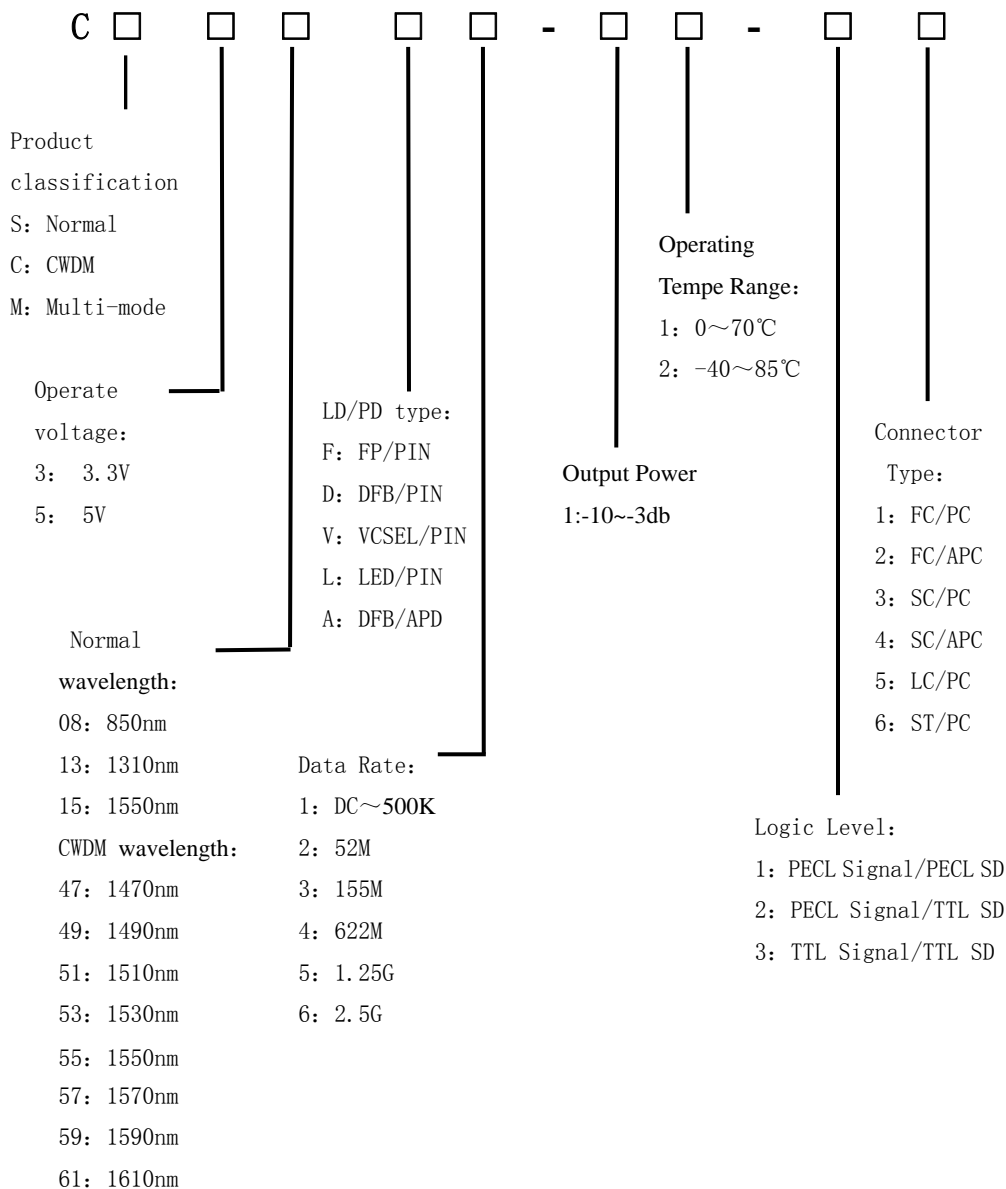 C □ □ □ □ □ - □ □ - □ □
Product
classification
S: Normal
C: CWDM
M: Multi-mode
Operate
voltage:
3: 3.3V
5: 5V
Normal
wavelength:
08: 850nm
13: 1310nm
15: 1550nm
CWDM wavelength:
47: 1470nm
49: 1490nm
51: 1510nm
53: 1530nm
55: 1550nm
57: 1570nm
59: 1590nm
61: 1610nm
LD/PD type:
F: FP/PIN
D: DFB/PIN
V: VCSEL/PIN
L: LED/PIN
A: DFB/APD
Data Rate:
1: DC～500K
2: 52M
3: 155M
4: 622M
5: 1.25G
6: 2.5G
Output Power
1:-10~-3db
Operating
Tempe Range:
1: 0～70℃
2: -40～85℃
Logic Level:
1: PECL Signal/PECL SD
2: PECL Signal/TTL SD
3: TTL Signal/TTL SD
Connector
Type:
1: FC/PC
2: FC/APC
3: SC/PC
4: SC/APC
5: LC/PC
6: ST/PC